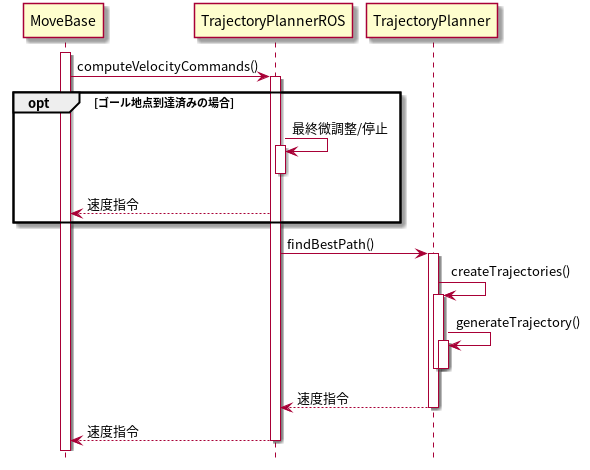 MoveBase
TrajectoryPlannerROS
TrajectoryPlanner
computeVelocityCommands()
opt
[ゴール地点到達済みの場合]
最終微調整/停止
速度指令
findBestPath()
createTrajectories()
generateTrajectory()
速度指令
速度指令